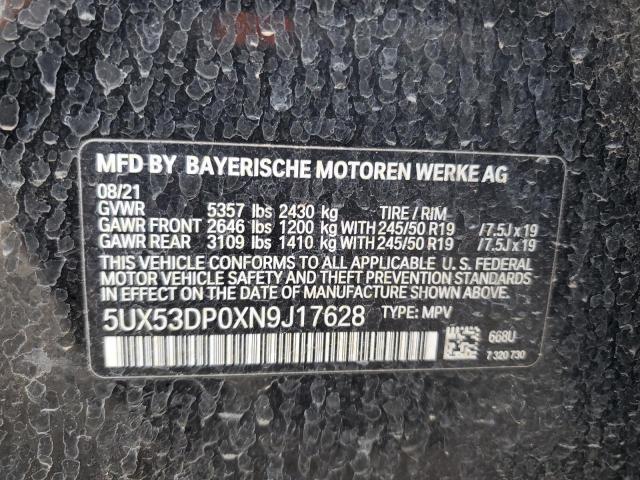 MFD BY BAYERISCHE MOTOREN WERKE AG
08/21
GVWR 5357 lbs 2430 kg TIRE / RIM
GAWR FRONT 2646 lbs 1200 kg WITH 245/50 R19 /7.5J x 19
GAWR REAR 3109 lbs 1410 kg WITH 245/50 R19 /7.5J x 19
THIS VEHICLE CONFORMS TO ALL APPLICABLE U. S. FEDERAL
MOTOR VEHICLE SAFETY AND THEFT PREVENTION STANDARDS
IN EFFECT ON THE DATE OF MANUFACTURE SHOWN ABOVE.
5UX53DP0XN9J17628 TYPE: MPV
668U
7 320 730